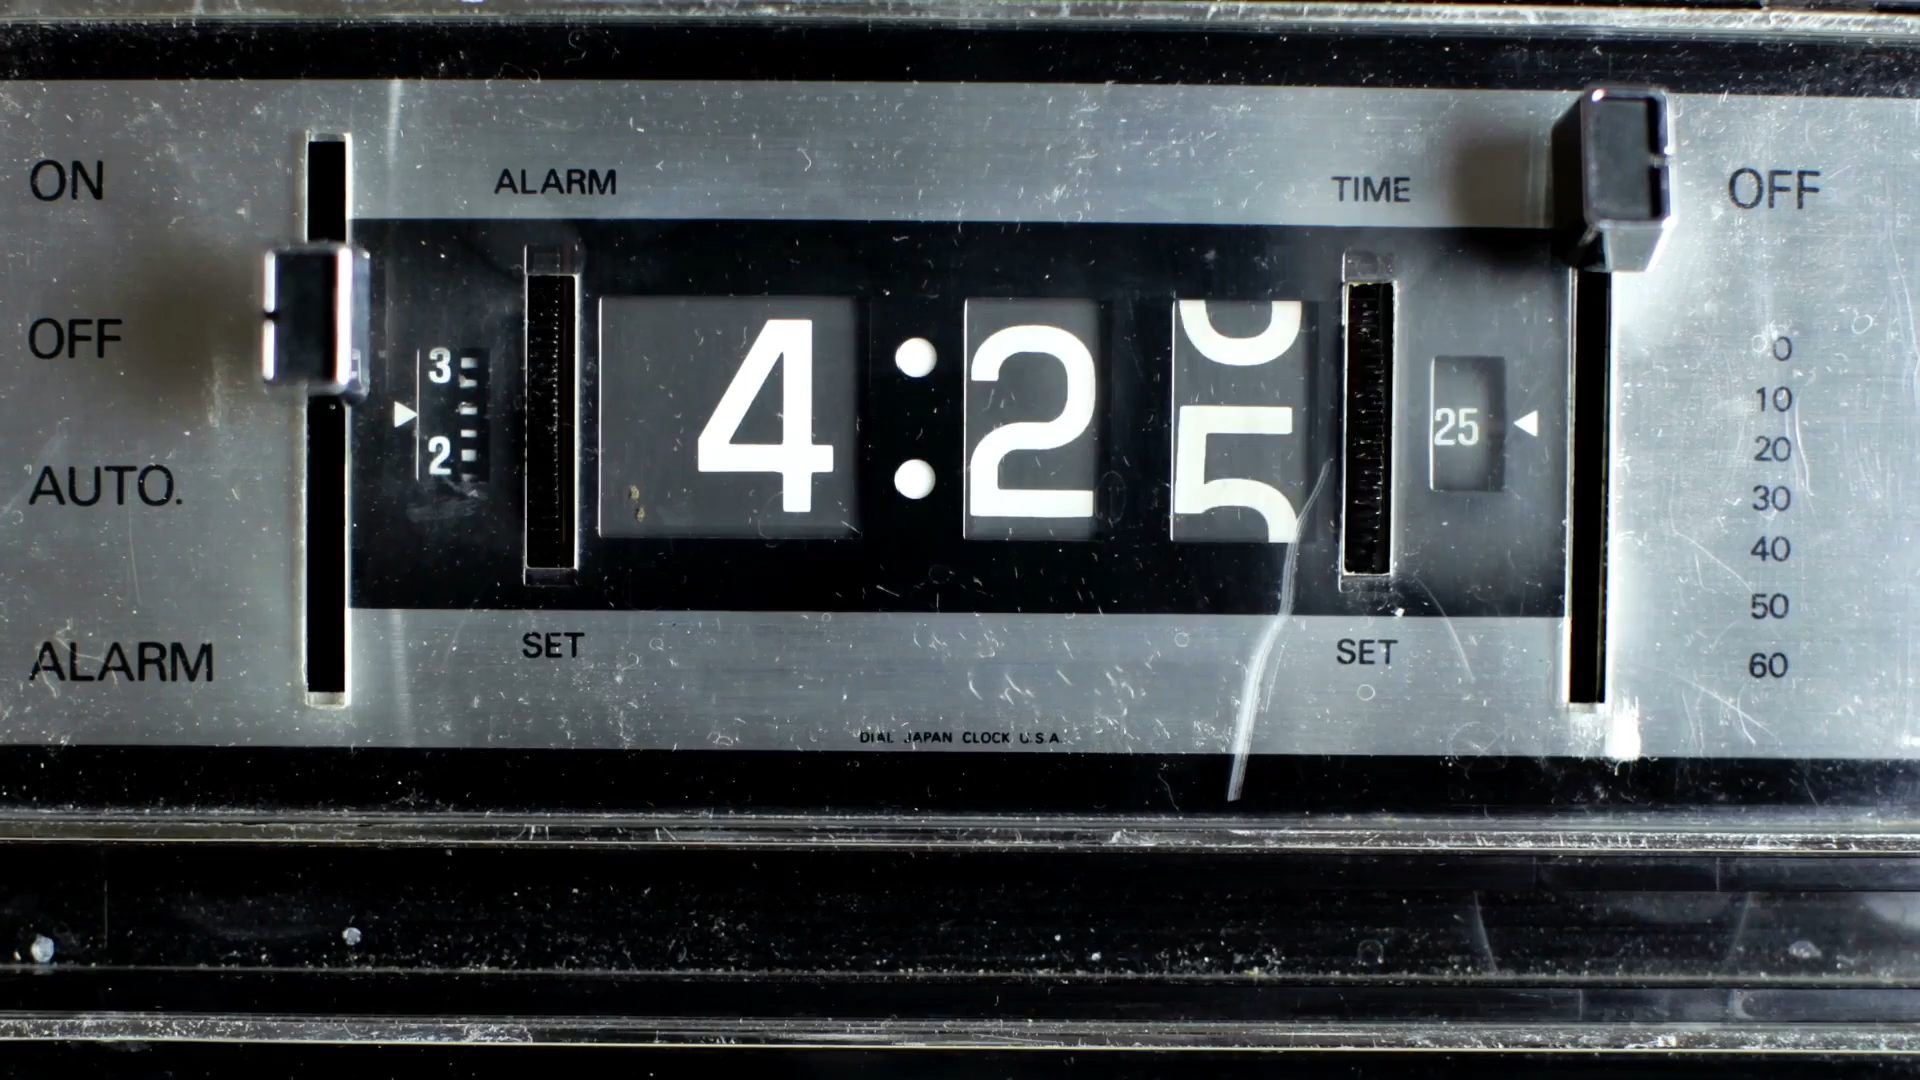 ON
OFF
AUTO.
ALARM
ALARM
3
2
SET
4:25
TIME
25
SET
OFF
0
10
20
30
40
50
60
DIAL JAPAN CLOCK U.S.A.